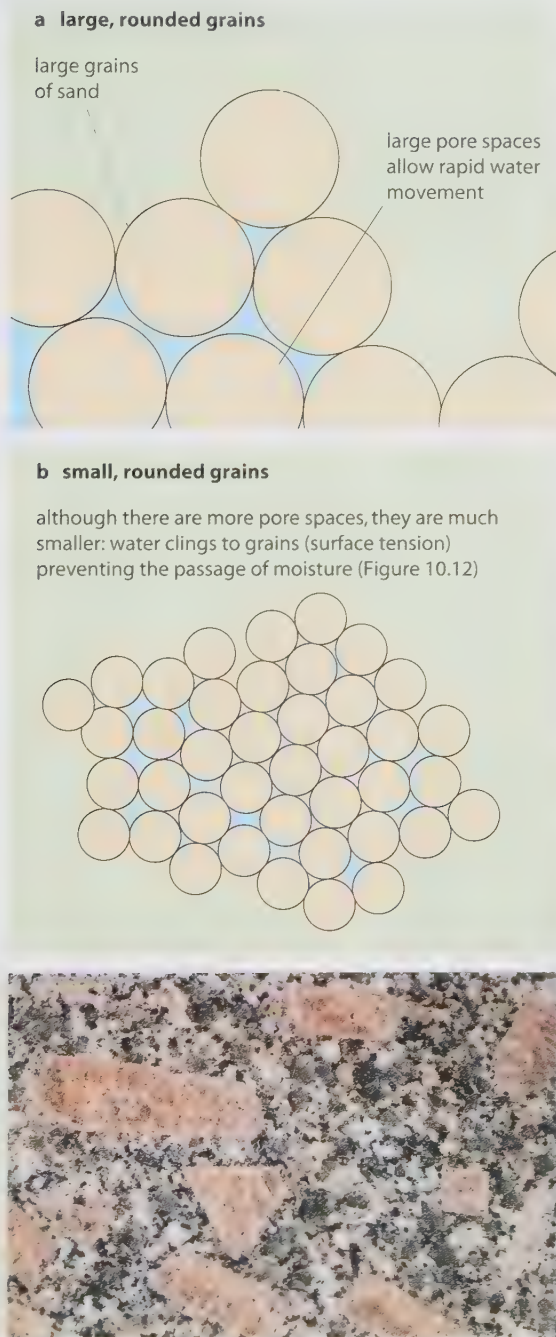 a large, rounded grains
large grains
of sand
large pore spaces
allow rapid water
movement
b small, rounded grains
although there are more pore spaces, they are much
smaller: water clings to grains (surface tension)
preventing the passage of moisture (Figure 10.12)